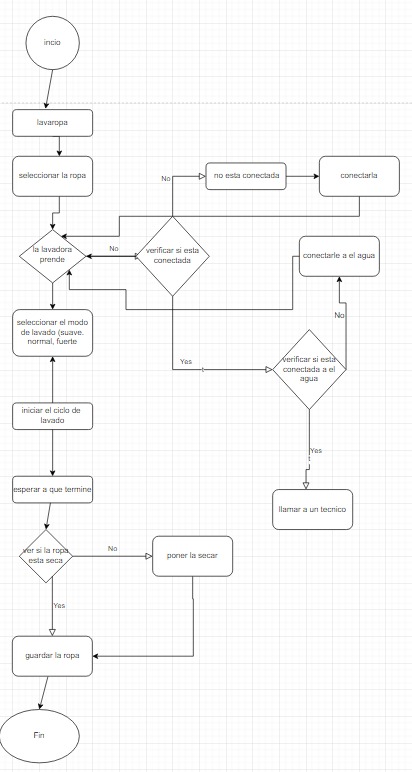 incio
lavaropa
seleccionar la ropa
No
no esta conectada
conectarla
la lavadora
prende
No
verificar si esta
conectada
conectarle a el agua
seleccionar el modo
de lavado (suave.
normal, fuerte
No
Yes
t
verificar si esta
conectada a el
agua
iniciar el ciclo de
lavado
Yes
t
esperar a que termine
llamar a un tecnico
ver si la ropa
esta seca
No
poner la secar
Yes
guardar la ropa
Fin